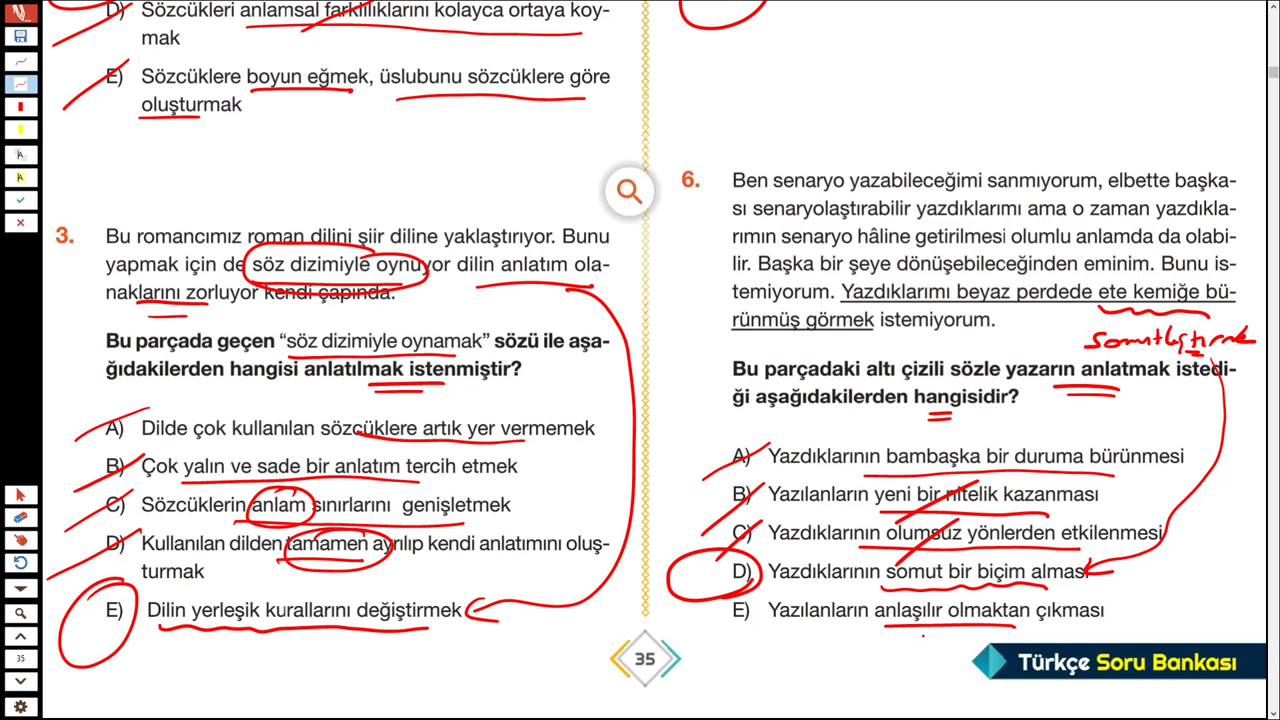 D) Sözcükleri anlamsal farklılıklarını kolayca ortaya koy-
mak
E) Sözcüklere boyun eğmek, üslubunu sözcüklere göre
oluşturmak
3. Bu romancımız roman dilini şiir diline yaklaştırıyor. Bunu
yapmak için de söz dizimiyle oynuyor dilin anlatım ola-
naklarını zorluyor kendi çapında.
Bu parçada geçen “söz dizimiyle oynamak” sözü ile aşa-
ğıdakilerden hangisi anlatılmak istenmiştir?
A) Dilde çok kullanılan sözcüklere artık yer vermemek
B) Çok yalın ve sade bir anlatım tercih etmek
C) Sözcüklerin anlam sınırlarını genişletmek
D) Kullanılan dilden tamamen ayrılıp kendi anlatımını oluş-
turmak
E) Dilin yerleşik kurallarını değiştirmek
6. Ben senaryo yazabileceğimi sanmıyorum, elbette başka-
sı senaryolaştırabilir yazdıklarımı ama o zaman yazdıkla-
rımın senaryo hâline getirilmesi olumlu anlamda da olabi-
lir. Başka bir şeye dönüşebileceğinden eminim. Bunu is-
temiyorum. Yazdıklarımı beyaz perdede ete kemiğe bü-
rünmüş görmek istemiyorum.
somutlaştırmak
Bu parçadaki altı çizili sözle yazarın anlatmak istedi-
ği aşağıdakilerden hangisidir?
A) Yazdıklarının bambaşka bir duruma bürünmesi
B) Yazılanların yeni bir nitelik kazanması
C) Yazdıklarının olumsuz yönlerden etkilenmesi
D) Yazdıklarının somut bir biçim alması
E) Yazılanların anlaşılır olmaktan çıkması
35
35
Türkçe Soru Bankası